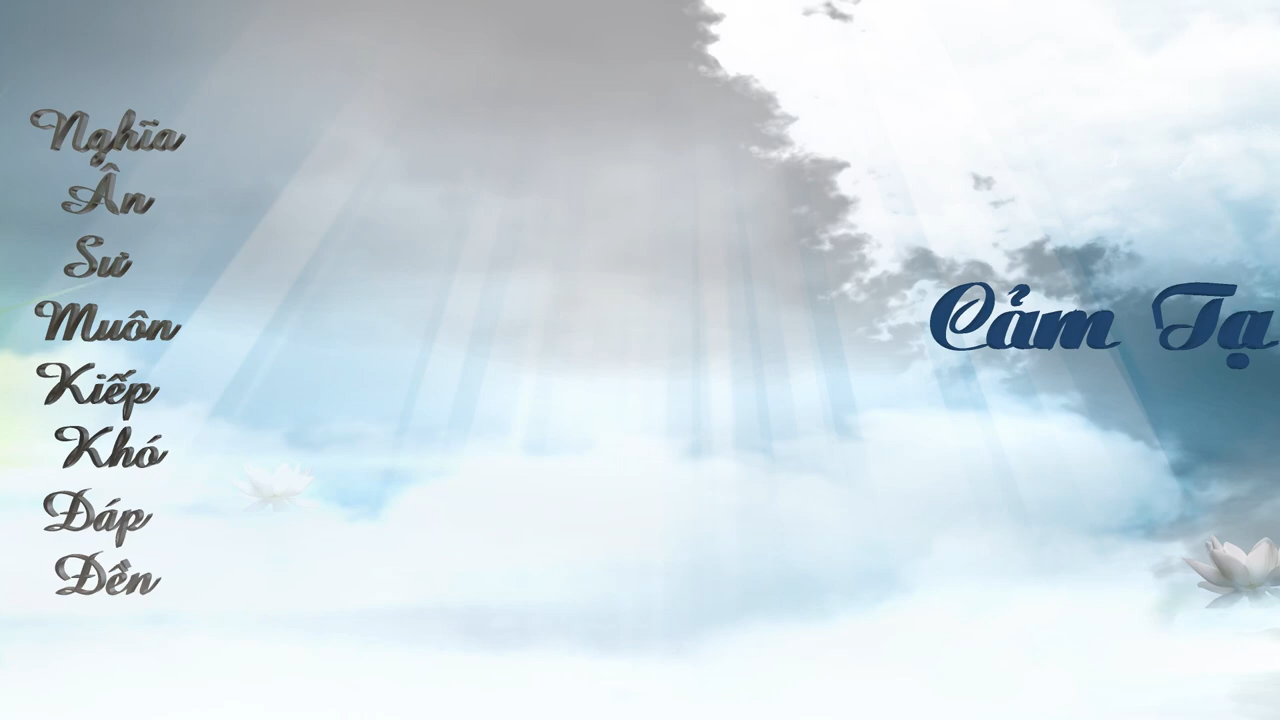 Nghĩa
Ân
Sư
Muôn
Kiếp
Khó
Đáp
Đền
Cảm Tạ